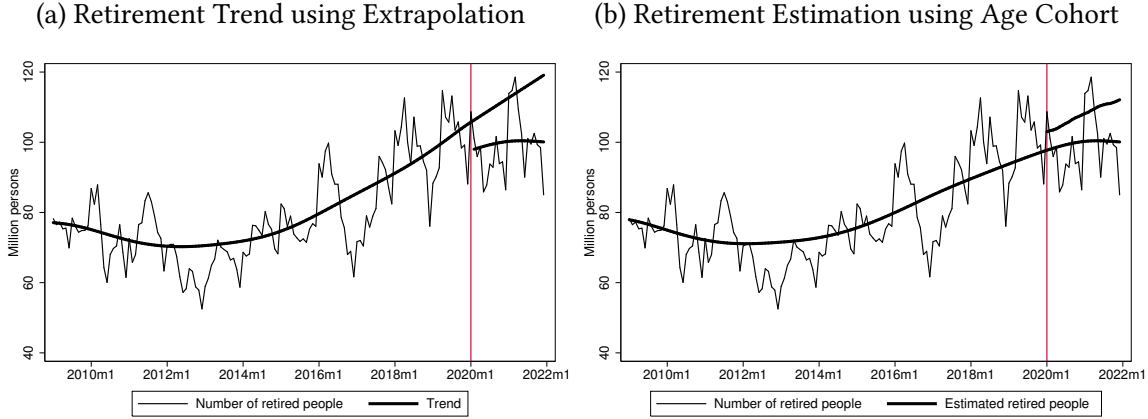 (a) Retirement Trend using Extrapolation
Million persons
120
100
80
60
40
2010m1 2012m1 2014m1 2016m1 2018m1 2020m1 2022m1
Number of retired people Trend
(b) Retirement Estimation using Age Cohort
Million persons
120
100
80
60
40
2010m1 2012m1 2014m1 2016m1 2018m1 2020m1 2022m1
Number of retired people Estimated retired people